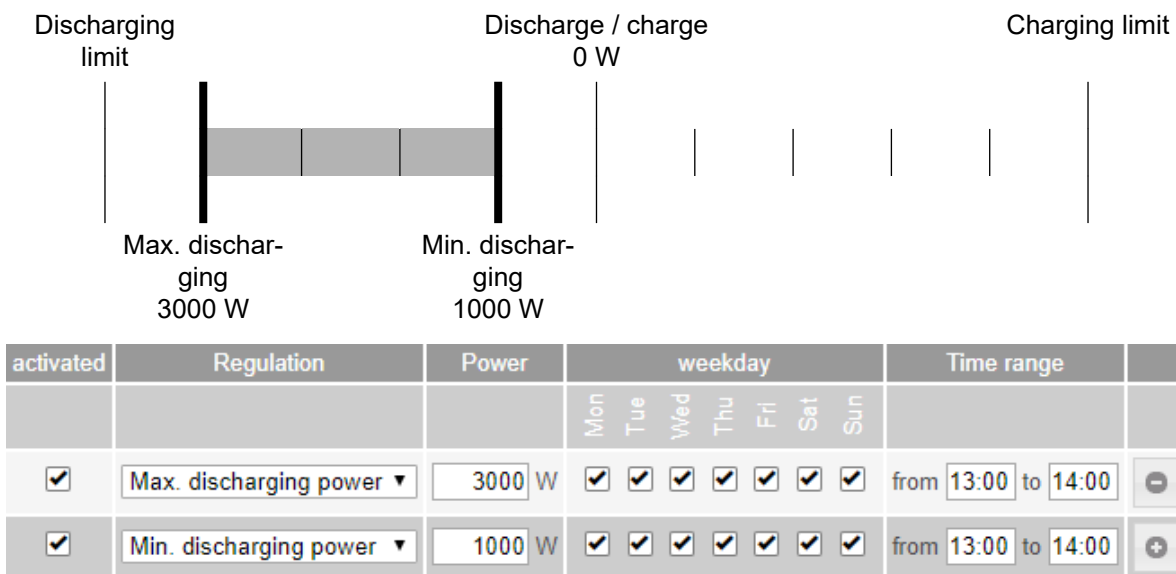 Discharging
limit
Discharge / charge
0 W
Charging limit
Max. dischar-
ging
3000 W
Min. dischar-
ging
1000 W
activated Regulation Power weekday Time range
Mon Tue Wed Thu Fri Sat Sun
Max. discharging power 3000 W from 13:00 to 14:00
Min. discharging power 1000 W from 13:00 to 14:00